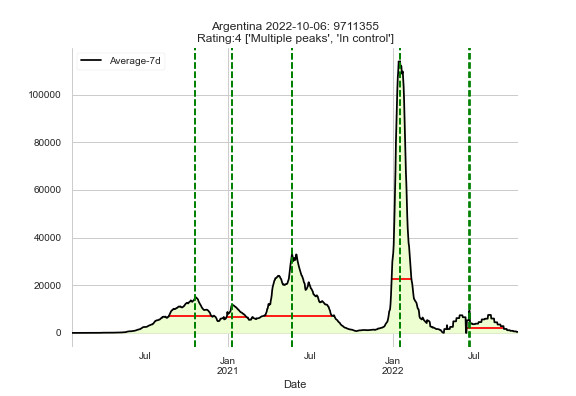 Argentina 2022-10-06: 9711355
Rating:4 ['Multiple peaks', 'In control']
Average-7d
100000
80000
60000
40000
20000
0
Jul
Jan
2021
Jul
Jan
2022
Jul
Date